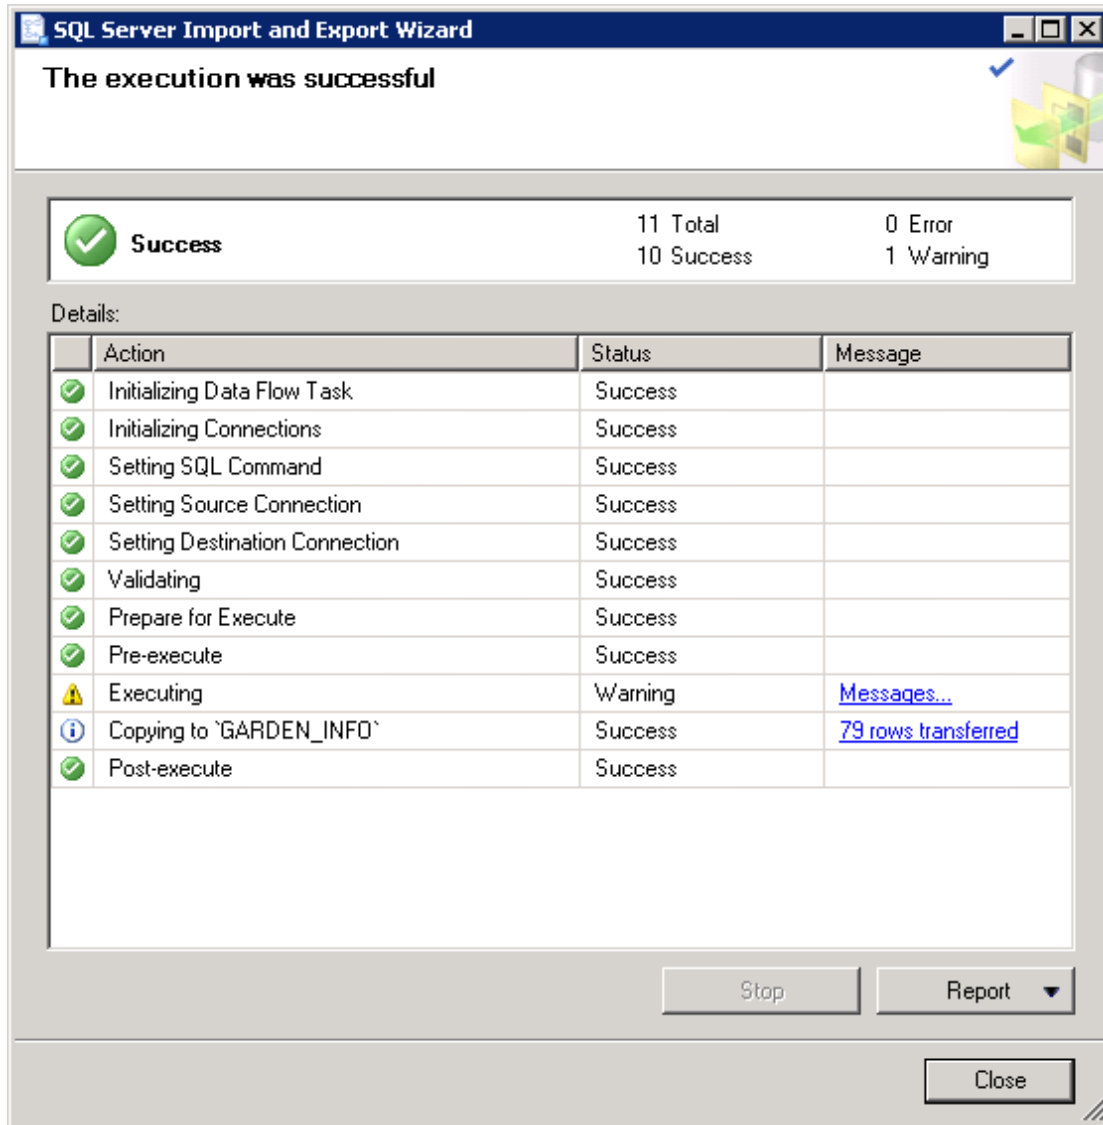 SQL Server Import and Export Wizard
The execution was successful
Success
11 Total 0 Error
10 Success 1 Warning
Details:
Action Status Message
Initializing Data Flow Task Success
Initializing Connections Success
Setting SQL Command Success
Setting Source Connection Success
Setting Destination Connection Success
Validating Success
Prepare for Execute Success
Pre-execute Success
Executing Warning Messages...
Copying to `GARDEN_INFO` Success 79 rows transferred
Post-execute Success
Stop Report
Close